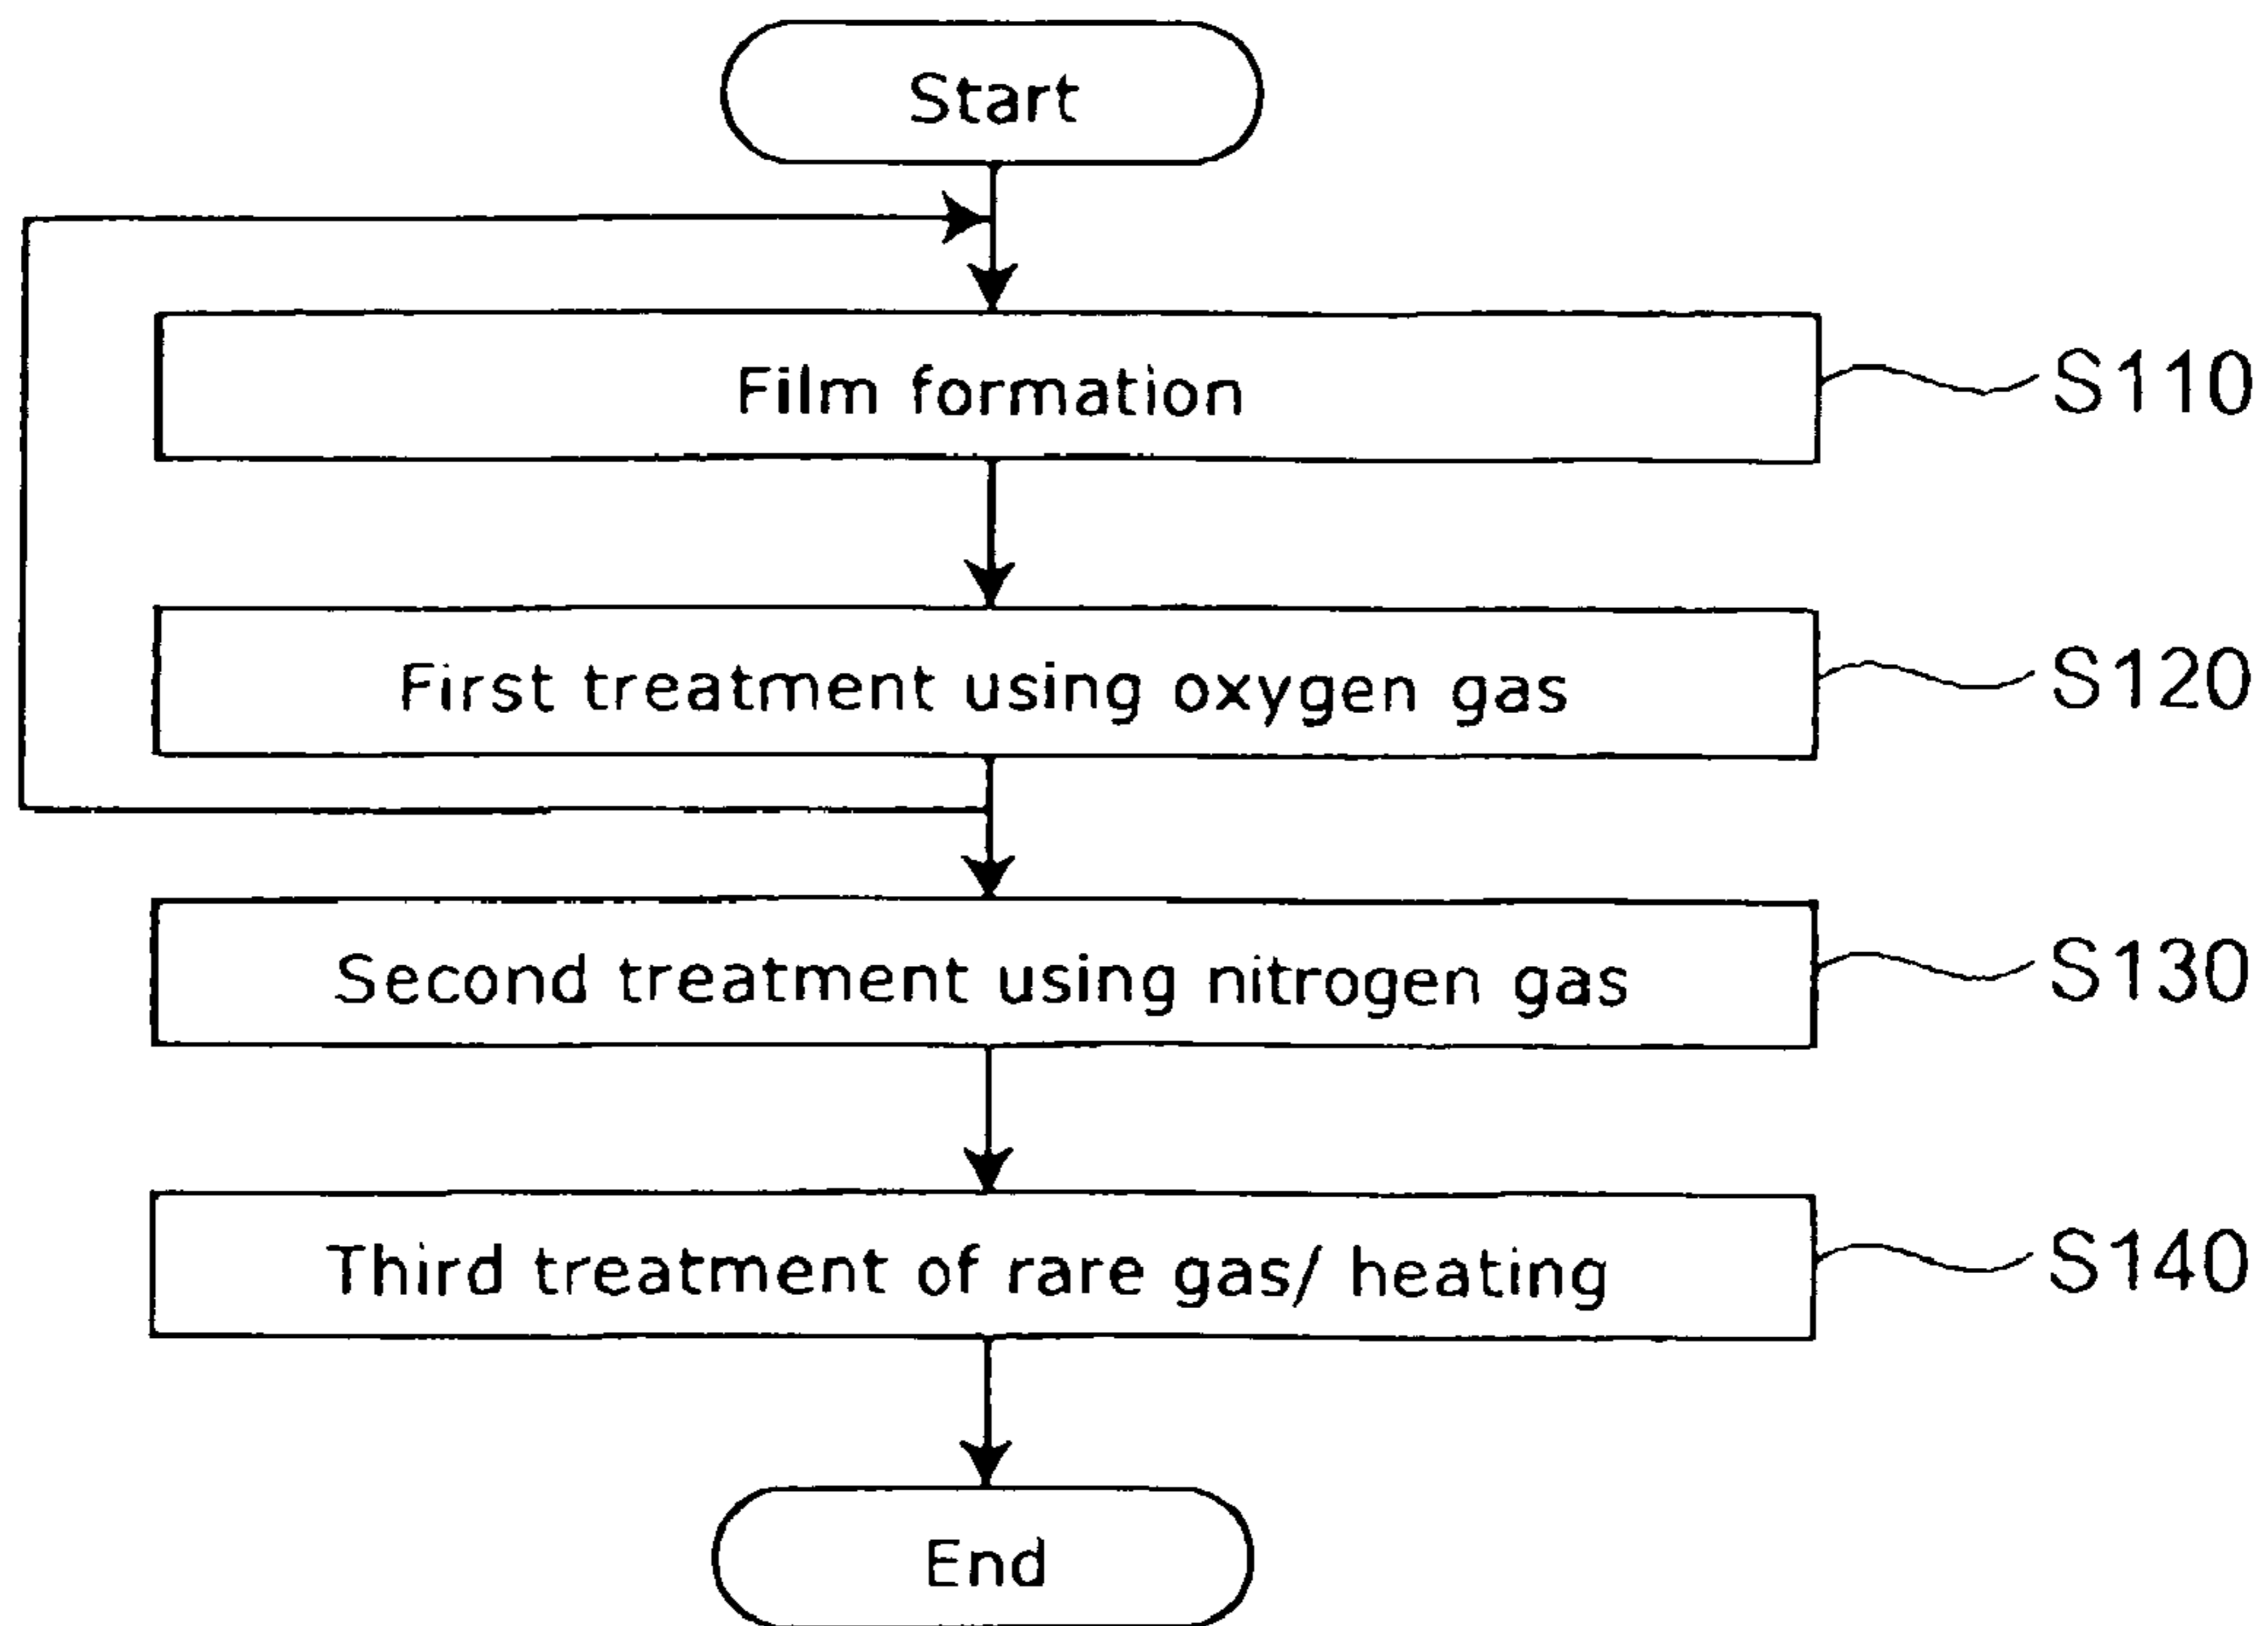 Start
Film formation
S110
First treatment using oxygen gas
S120
Second treatment using nitrogen gas
S130
Third treatment of rare gas/ heating
S140
End